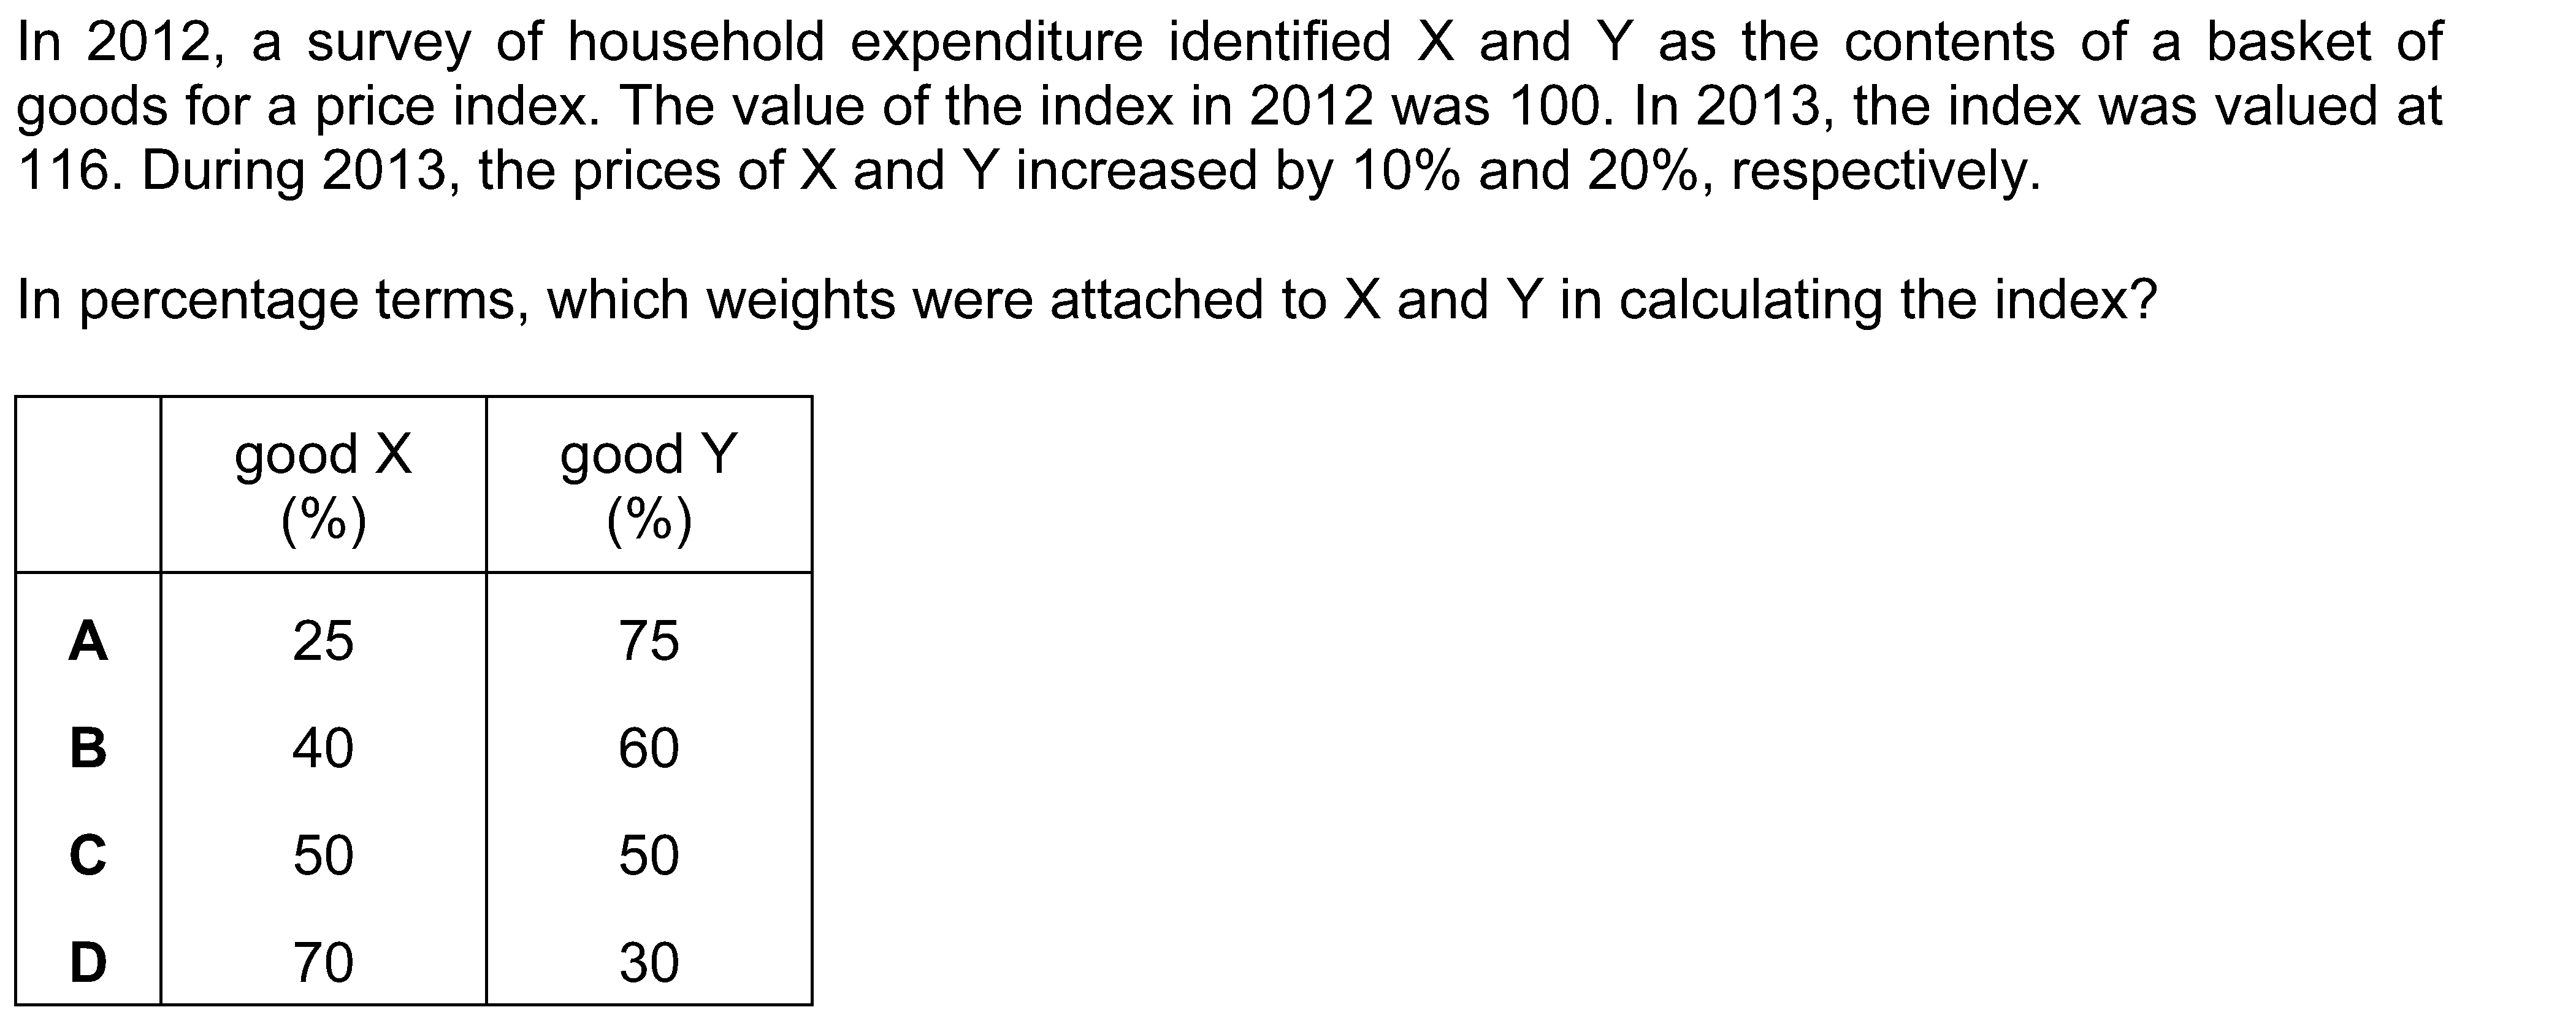 In 2012, a survey of household expenditure identified X and Y as the contents of a basket of
goods for a price index. The value of the index in 2012 was 100. In 2013, the index was valued at
116. During 2013, the prices of X and Y increased by 10% and 20%, respectively.
In percentage terms, which weights were attached to X and Y in calculating the index?
good X (%) good Y (%)
A 25 75
B 40 60
C 50 50
D 70 30